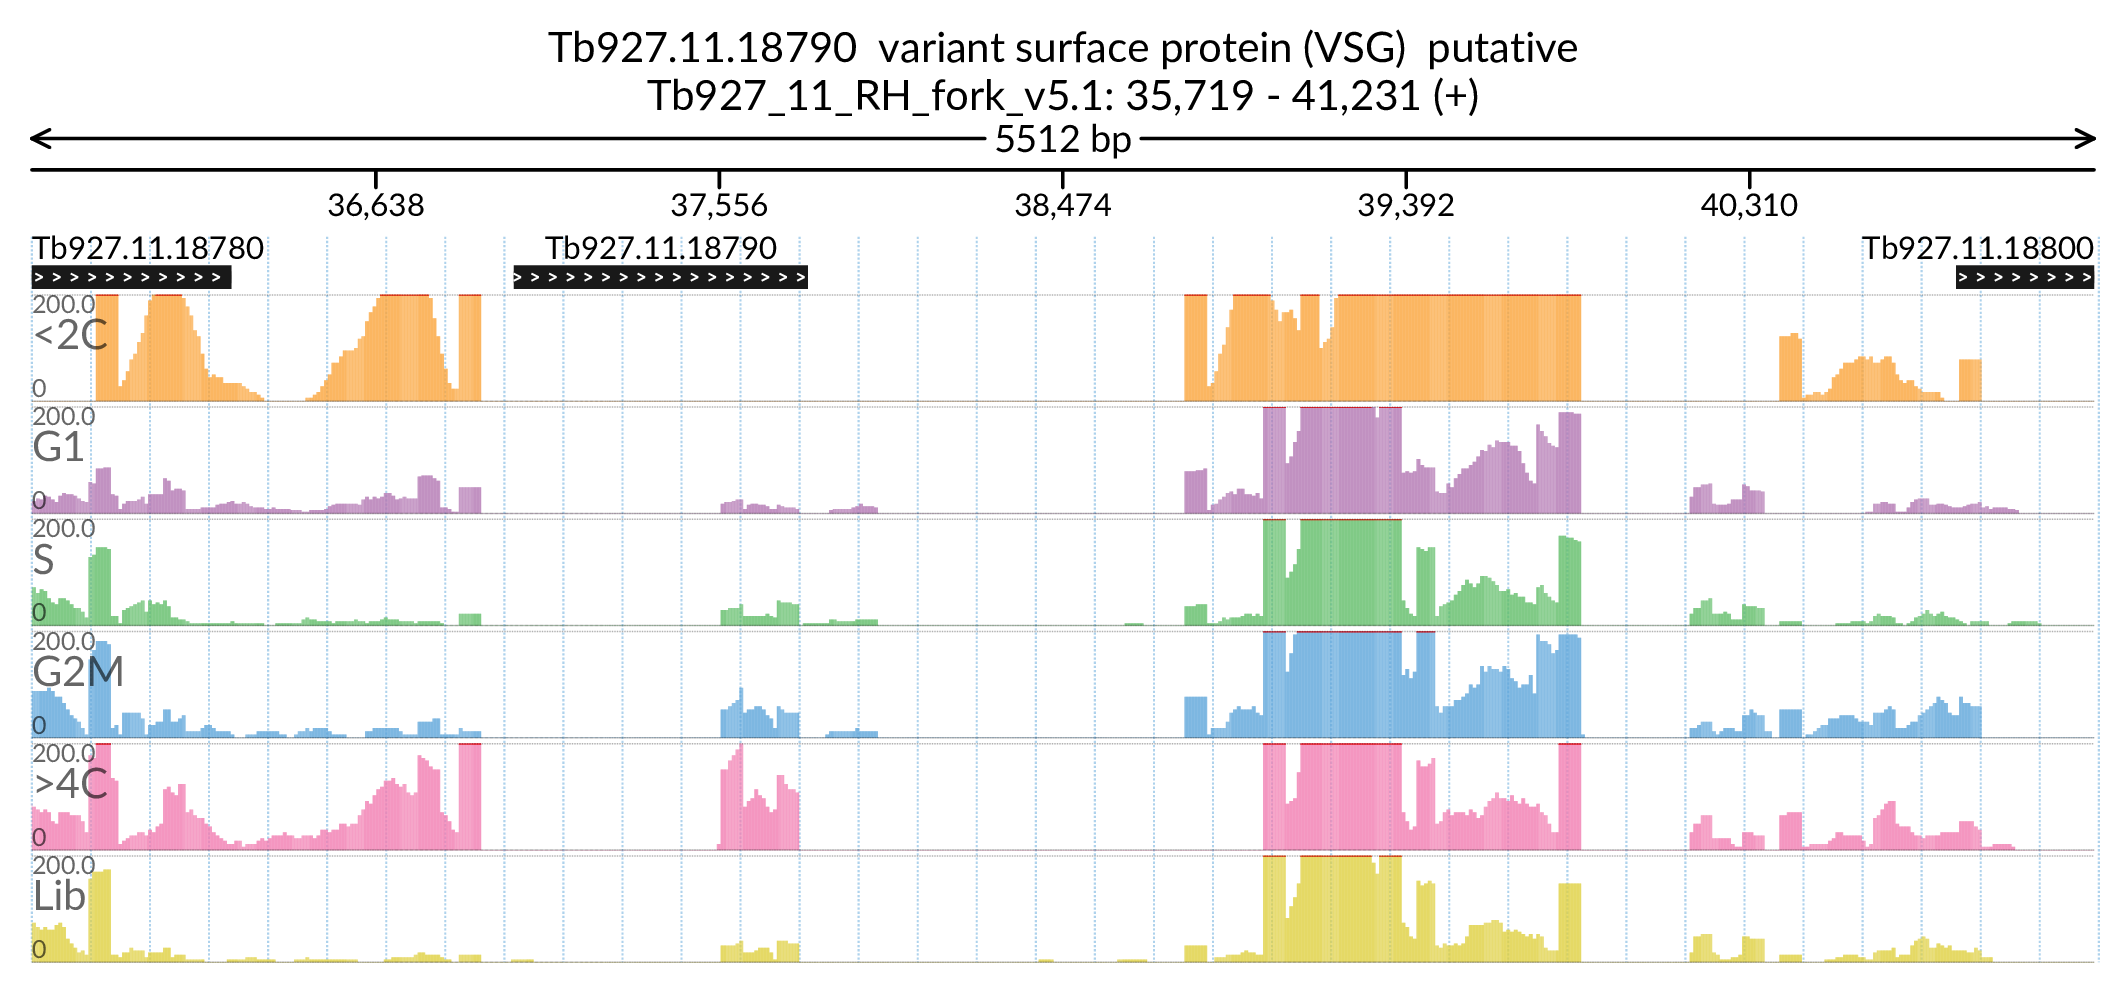 Tb927.11.18790 variant surface protein (VSG) putative
Tb927_11_RH_fork_v5.1: 35,719 - 41,231 (+)
5512 bp
36,638 37,556 38,474 39,392 40,310
Tb927.11.18780 Tb927.11.18790 Tb927.11.18800
200.0
<2C
0
200.0
G1
0
200.0
S
0
200.0
G2M
0
200.0
>4C
0
200.0
Lib
0